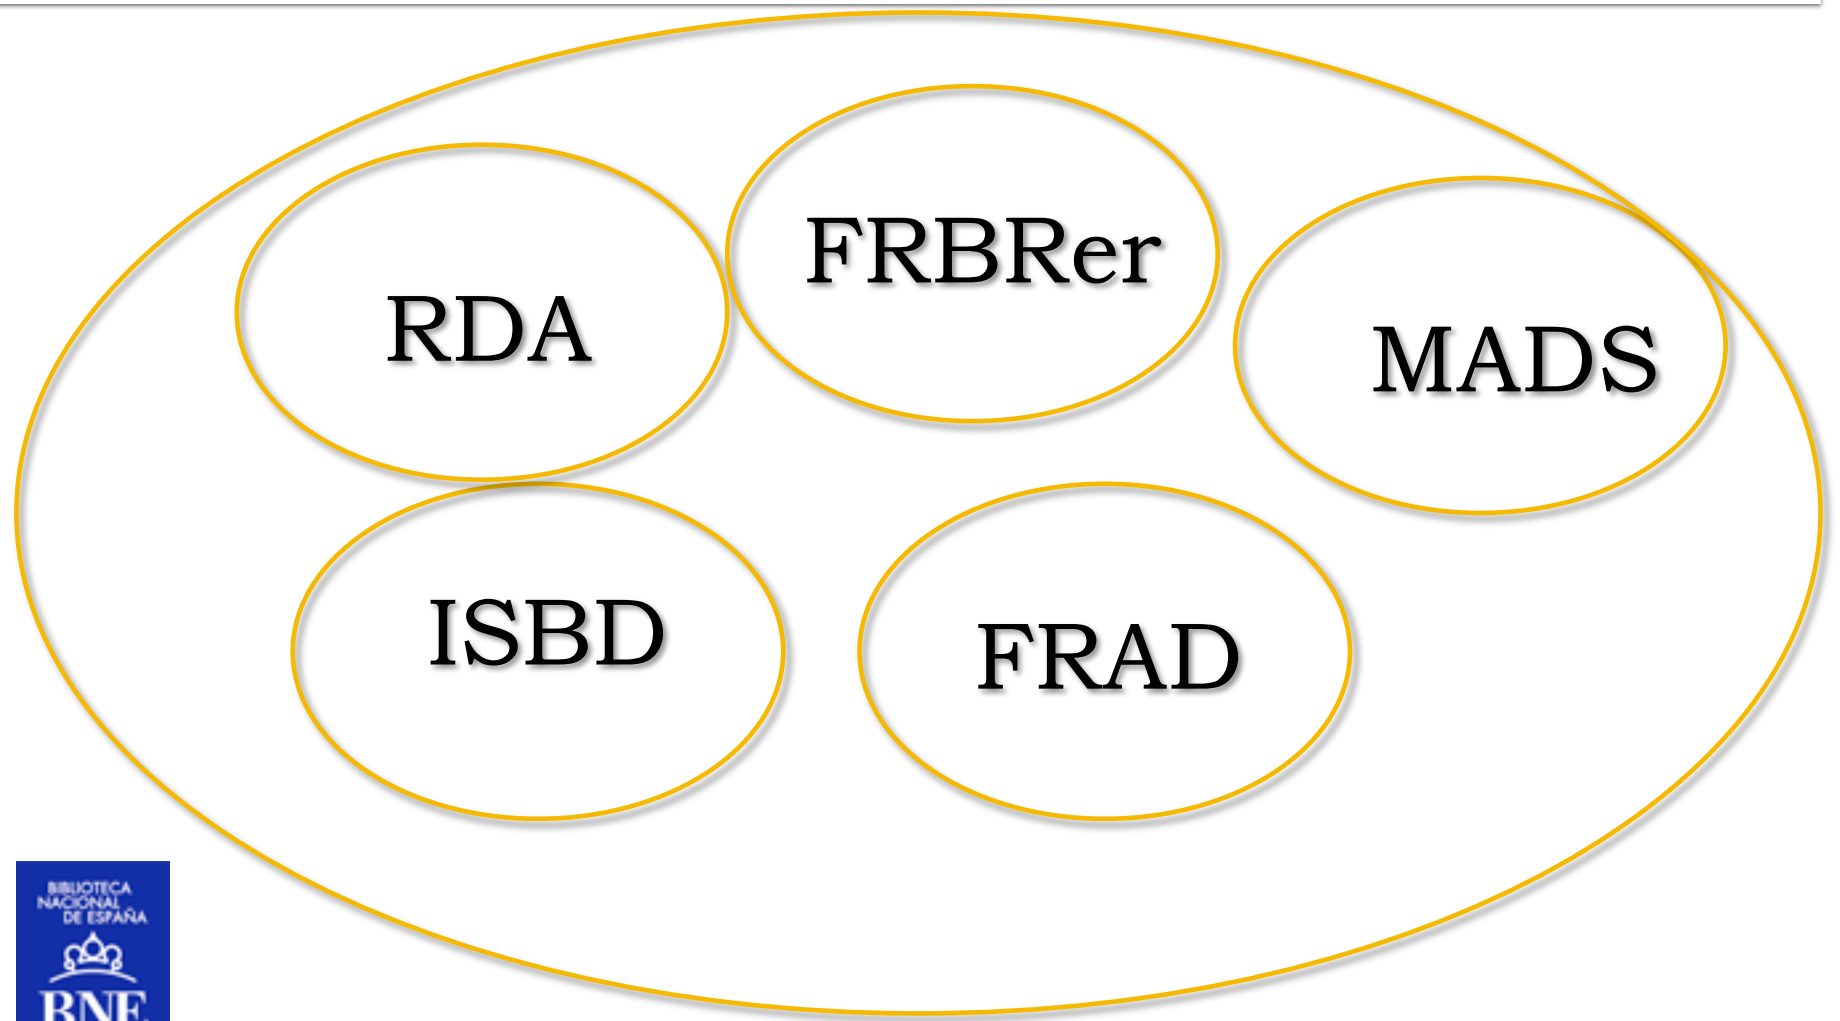 FRBRer
RDA
MADS
ISBD
FRAD
BIBLIOTECA
NACIONAL
DE ESPAÑA
BNE